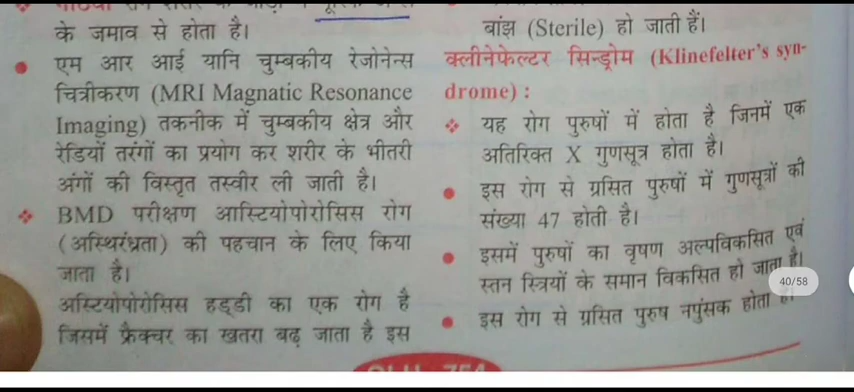 के जमाव से होता है।
एम आर आई यानि चुम्बकीय रेजोनेन्स
चित्रीकरण (MRI Magnatic Resonance
Imaging) तकनीक में चुम्बकीय क्षेत्र और
रेडियों तरंगों का प्रयोग कर शरीर के भीतरी
अंगों की विस्तृत तस्वीर ली जाती है।
BMD परीक्षण आस्टियोपोरोसिस रोग
(अस्थिरंध्रता) की पहचान के लिए किया
जाता है।
अस्टियोपोरोसिस हड्डी का एक रोग है
जिसमें फ्रैक्चर का खतरा बढ़ जाता है इस
बांझ (Sterile) हो जाती हैं।
क्लीनेफेल्टर सिन्ड्रोम (Klinefelter's syn-
drome) :
यह रोग पुरुषों में होता है जिनमें एक
अतिरिक्त X गुणसूत्र होता है।
इस रोग से ग्रसित पुरुषों में गुणसूत्रों की
संख्या 47 होती है।
इसमें पुरुषों का वृषण अल्पविकसित एवं
स्तन स्त्रियों के समान विकसित हो जाता है।
इस रोग से ग्रसित पुरुष नपुंसक होता है।
40/58